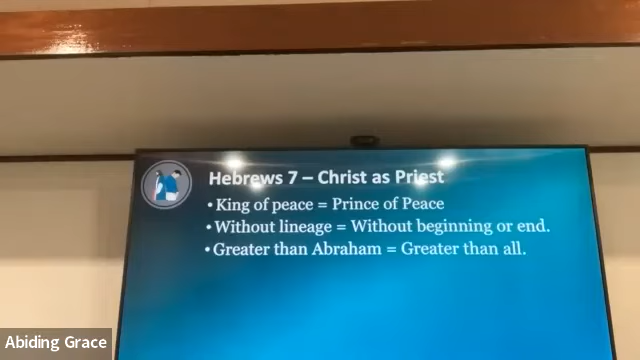 Hebrews 7 – Christ as Priest
• King of peace = Prince of Peace
• Without lineage = Without beginning or end.
• Greater than Abraham = Greater than all.
Abiding Grace